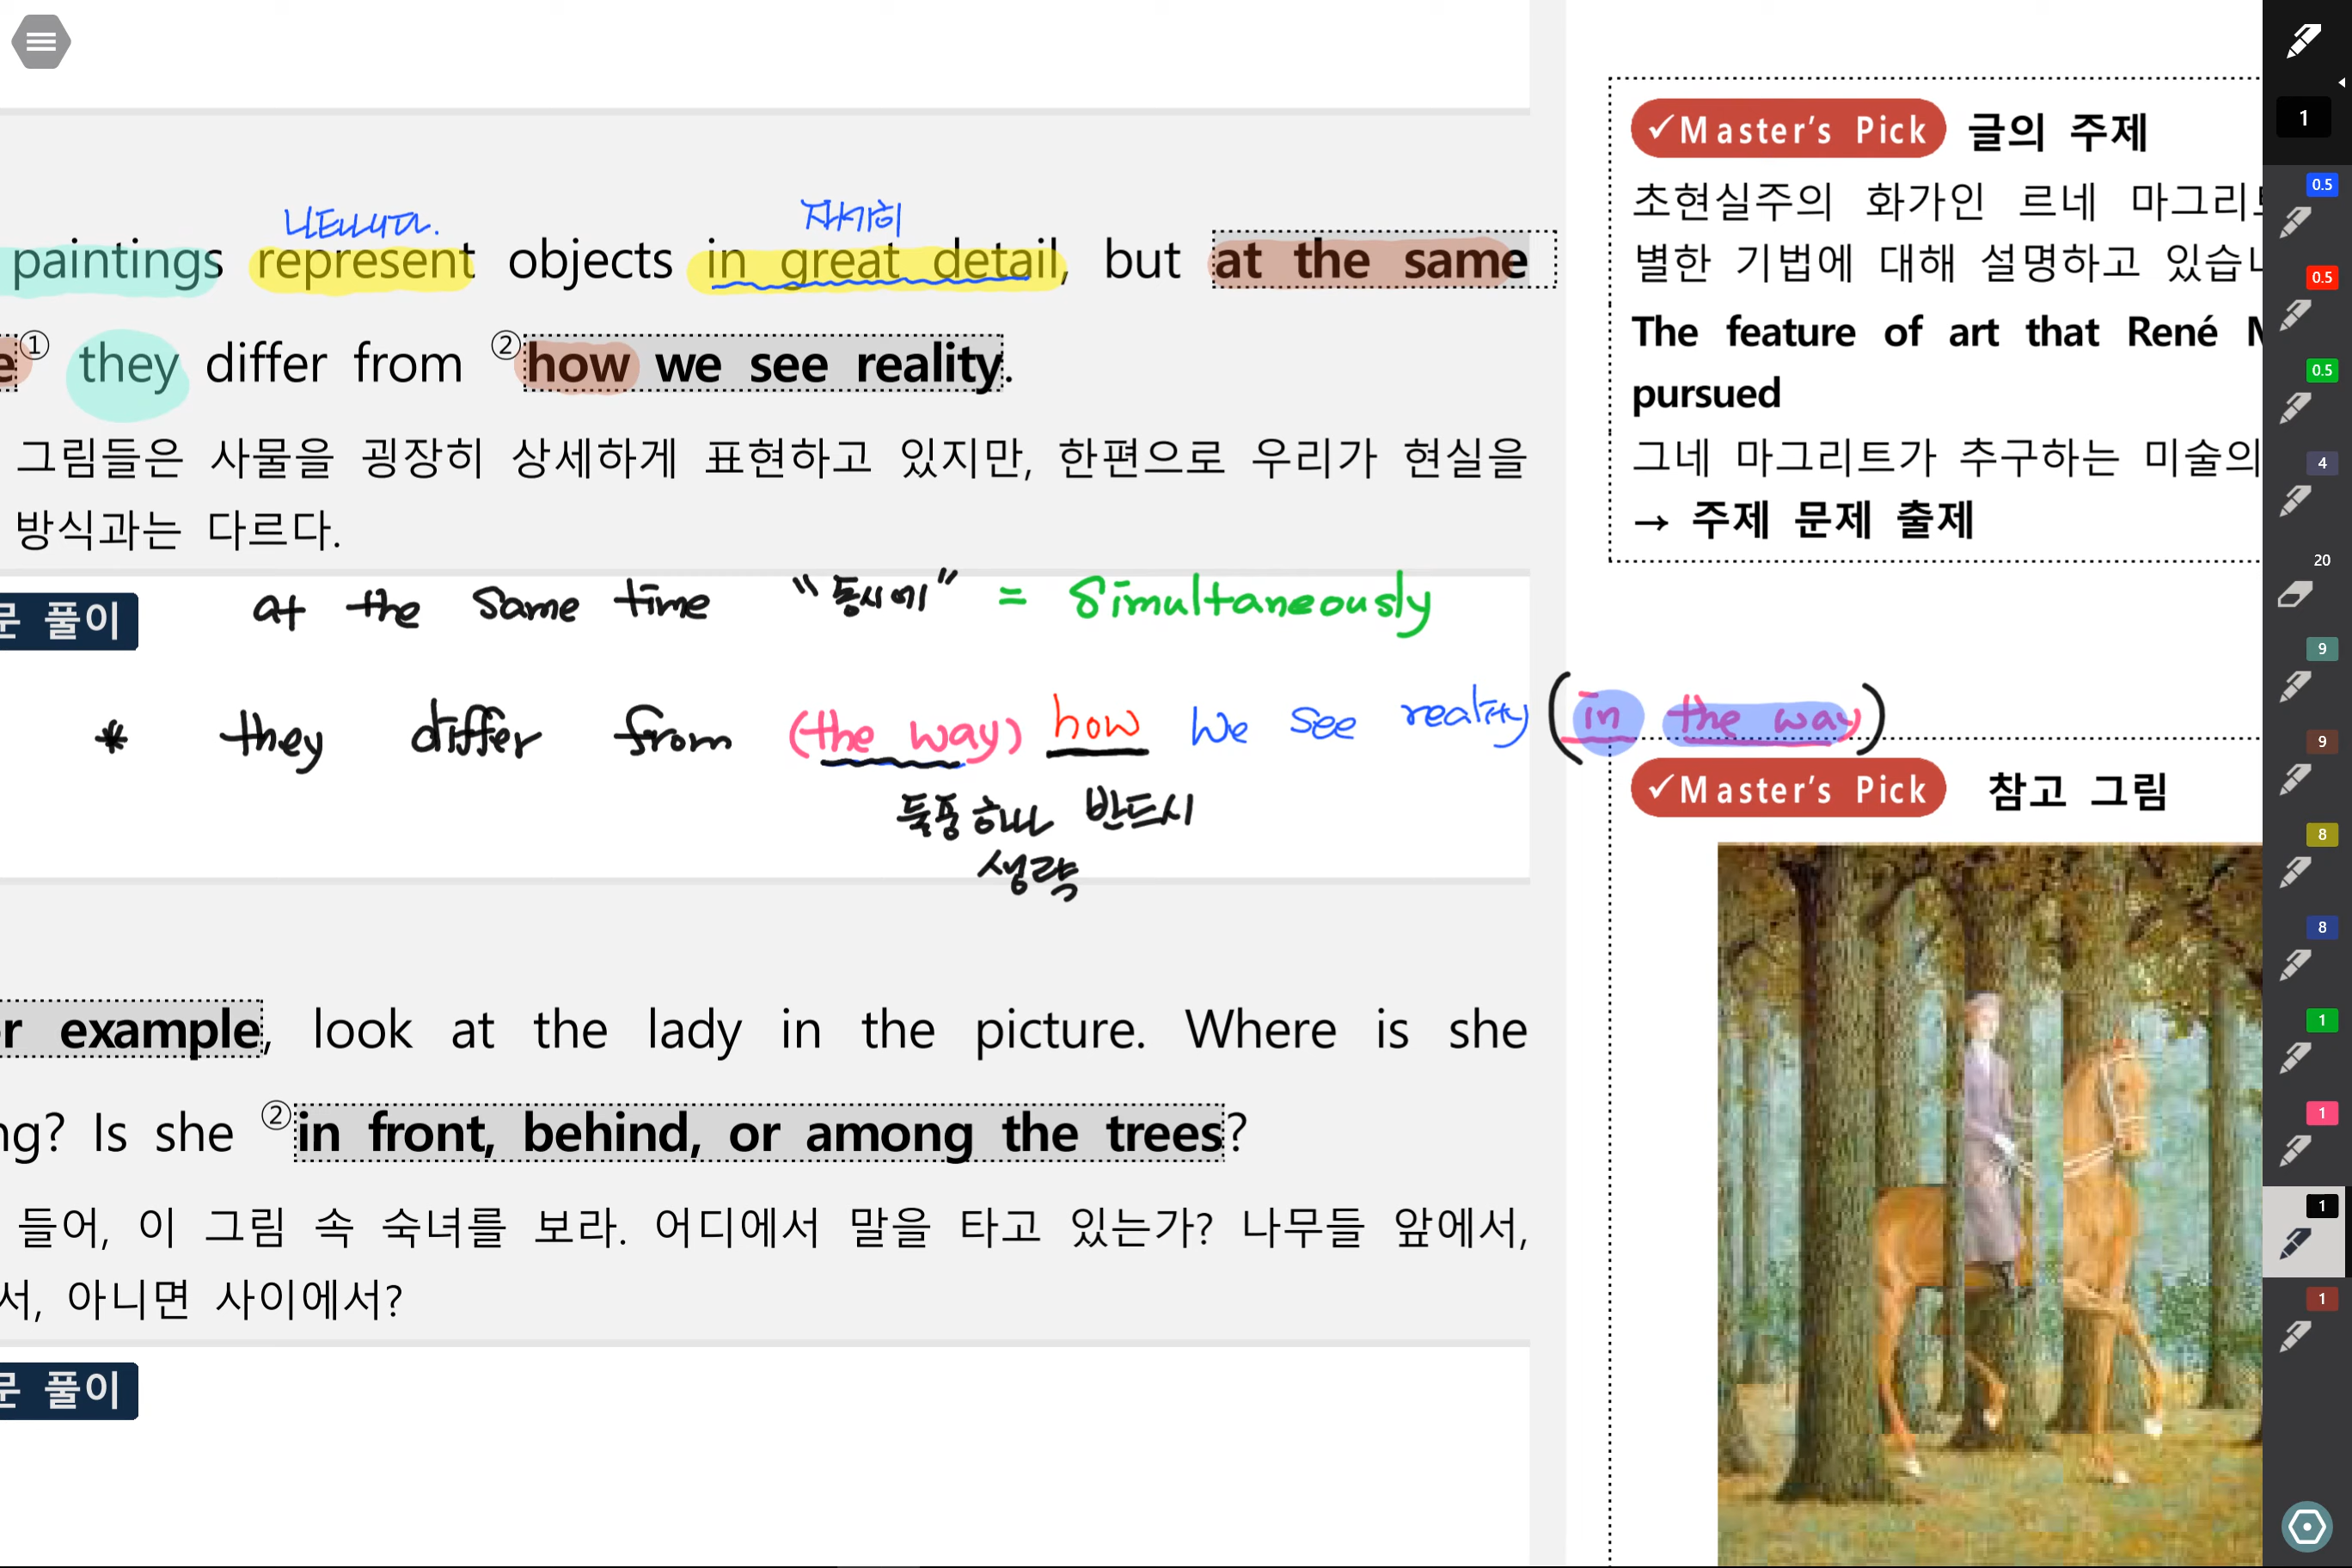 나타내다.
자세히
paintings represent objects in great detail, but at the same
e① they differ from ②how we see reality.
그림들은 사물을 굉장히 상세하게 표현하고 있지만, 한편으로 우리가 현실을
방식과는 다르다.
문 풀이
at the same time "동시에" = Simultaneously
* they differ from (the way) how we see reality (in the way)
둘중 하나 반드시
생략
r example, look at the lady in the picture. Where is she
ng? Is she ②in front, behind, or among the trees?
들어, 이 그림 속 숙녀를 보라. 어디에서 말을 타고 있는가? 나무들 앞에서,
서, 아니면 사이에서?
문 풀이
✓Master's Pick 글의 주제
초현실주의 화가인 르네 마그리트
별한 기법에 대해 설명하고 있습니
The feature of art that René M
pursued
그네 마그리트가 추구하는 미술의
→ 주제 문제 출제
✓Master's Pick 참고 그림
1
0.5
0.5
0.5
4
20
9
9
8
8
1
1
1
1